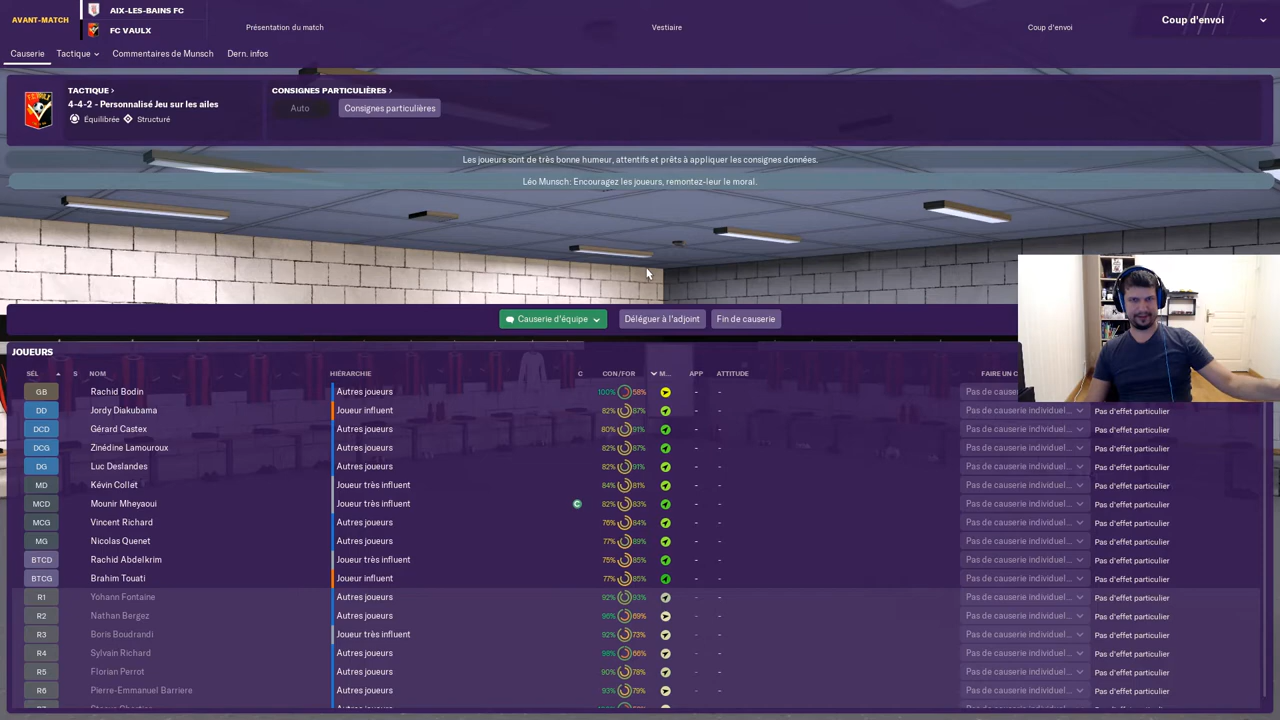 AVANT-MATCH
AIX-LES-BAINS FC
FC VAULX
Présentation du match
Vestiaire
Coup d'envoi
Coup d'envoi
Causerie
Tactique
Commentaires de Munsch
Dern. infos
TACTIQUE >
4-4-2 - Personnalisé Jeu sur les ailes
Équilibrée Structuré
CONSIGNES PARTICULIÈRES >
Auto
Consignes particulières
Les joueurs sont de très bonne humeur, attentifs et prêts à appliquer les consignes données.
Léo Munsch: Encouragez les joueurs, remontez-leur le moral.
Causerie d'équipe
Déléguer à l'adjoint
Fin de causerie
JOUEURS
SÉL S NOM HIÉRARCHIE C CON/FOR M... APP ATTITUDE FAIRE UN C
GB Rachid Bodin Autres joueurs 100% 58% - - Pas de causerie individuel...
DD Jordy Diakubama Joueur influent 82% 87% - - Pas de causerie individuel... Pas d'effet particulier
DCD Gérard Castex Autres joueurs 80% 91% - - Pas de causerie individuel... Pas d'effet particulier
DCG Zinédine Lamouroux Autres joueurs 82% 87% - - Pas de causerie individuel... Pas d'effet particulier
DG Luc Deslandes Autres joueurs 82% 91% - - Pas de causerie individuel... Pas d'effet particulier
MD Kévin Collet Joueur très influent 84% 81% - - Pas de causerie individuel... Pas d'effet particulier
MCD Mounir Mheyaoui Joueur très influent C 82% 83% - - Pas de causerie individuel... Pas d'effet particulier
MCG Vincent Richard Autres joueurs 76% 84% - - Pas de causerie individuel... Pas d'effet particulier
MG Nicolas Quenet Autres joueurs 77% 89% - - Pas de causerie individuel... Pas d'effet particulier
BTCD Rachid Abdelkrim Joueur très influent 75% 85% - - Pas de causerie individuel... Pas d'effet particulier
BTCG Brahim Touati Joueur influent 77% 85% - - Pas de causerie individuel... Pas d'effet particulier
R1 Yohann Fontaine Autres joueurs 92% 93% - - Pas de causerie individuel... Pas d'effet particulier
R2 Nathan Bergez Autres joueurs 96% 69% - - Pas de causerie individuel... Pas d'effet particulier
R3 Boris Boudrandi Joueur très influent 92% 73% - - Pas de causerie individuel... Pas d'effet particulier
R4 Sylvain Richard Autres joueurs 98% 66% - - Pas de causerie individuel... Pas d'effet particulier
R5 Florian Perrot Autres joueurs 90% 78% - - Pas de causerie individuel... Pas d'effet particulier
R6 Pierre-Emmanuel Barriere Autres joueurs 93% 79% - - Pas de causerie individuel... Pas d'effet particulier